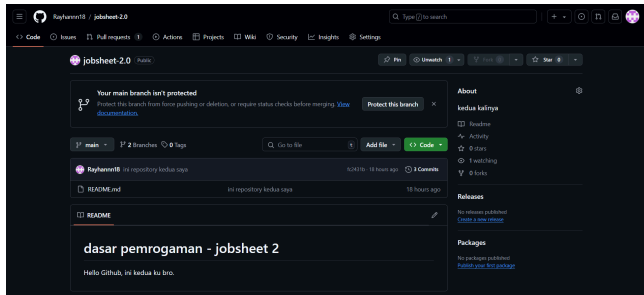 Rayhannn18 / jobsheet-2.0
Type / to search
Code
Issues
Pull requests 1
Actions
Projects
Wiki
Security
Insights
Settings
jobsheet-2.0 Public
Pin
Unwatch 1
Star 0
Your main branch isn't protected
Protect this branch from force pushing or deletion, or require status checks before merging. View
documentation.
Protect this branch
About
kedua kalinya
Readme
Activity
0 stars
1 watching
0 forks
main
2 Branches
0 Tags
Go to file
Add file
Code
Rayhannn18 ini repository kedua saya
18 hours ago
3 Commits
README.md
ini repository kedua saya
18 hours ago
README
dasar pemrogaman - jobsheet 2
Hello Github, ini kedua ku bro.
Releases
No releases published
Create a new release
Packages
No packages published
Publish your first package